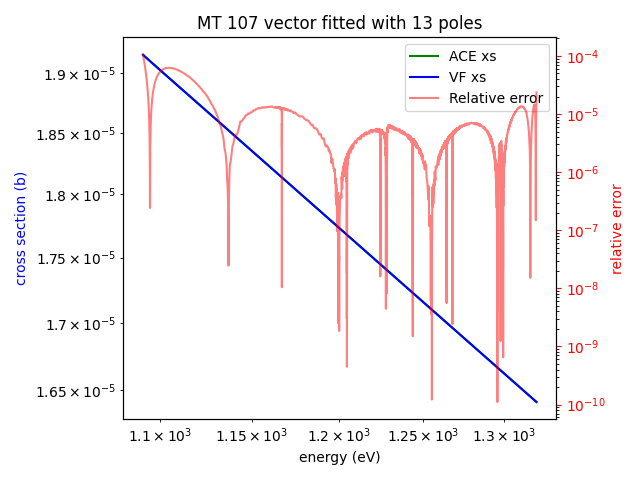 MT 107 vector fitted with 13 poles
ACE xs
VF xs
Relative error
cross section (b)
1.9 × 10⁻⁵
1.85 × 10⁻⁵
1.8 × 10⁻⁵
1.75 × 10⁻⁵
1.7 × 10⁻⁵
1.65 × 10⁻⁵
10⁻⁴
10⁻⁵
10⁻⁶
10⁻⁷
10⁻⁸
10⁻⁹
10⁻¹⁰
relative error
1.1 × 10³ 1.15 × 10³ 1.2 × 10³ 1.25 × 10³ 1.3 × 10³
energy (eV)